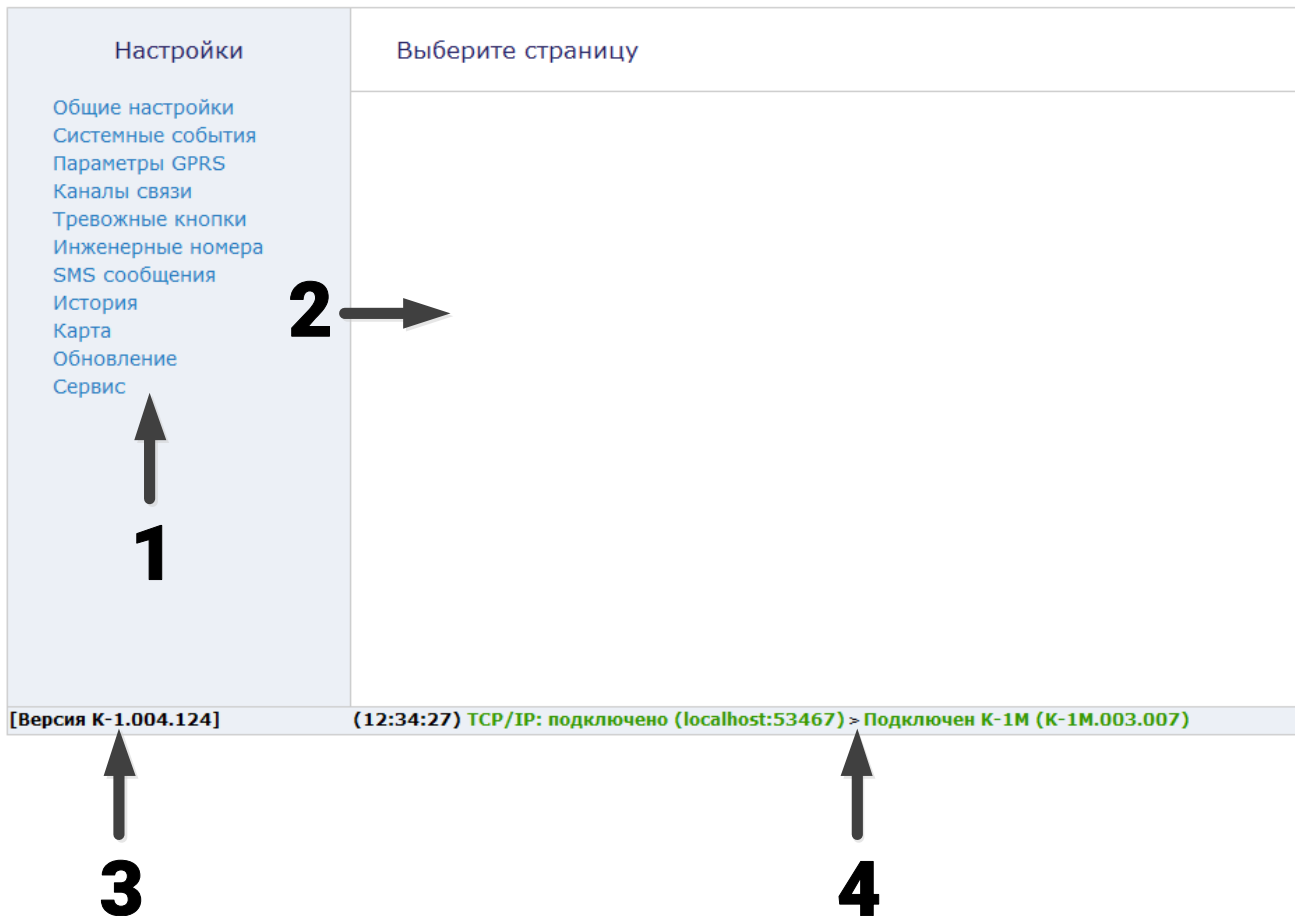 Настройки
Выберите страницу
Общие настройки
Системные события
Параметры GPRS
Каналы связи
Тревожные кнопки
Инженерные номера
SMS сообщения
История
Карта
Обновление
Сервис
2
1
[Версия K-1.004.124]
(12:34:27) TCP/IP: подключено (localhost:53467) > Подключен К-1М (К-1М.003.007)
3
4